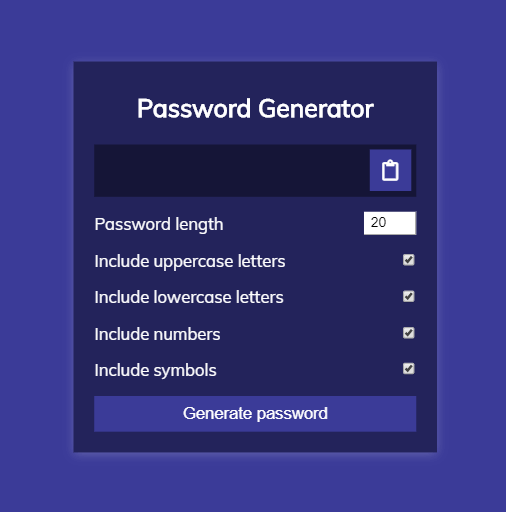 Password Generator
Password length 20
Include uppercase letters
Include lowercase letters
Include numbers
Include symbols
Generate password